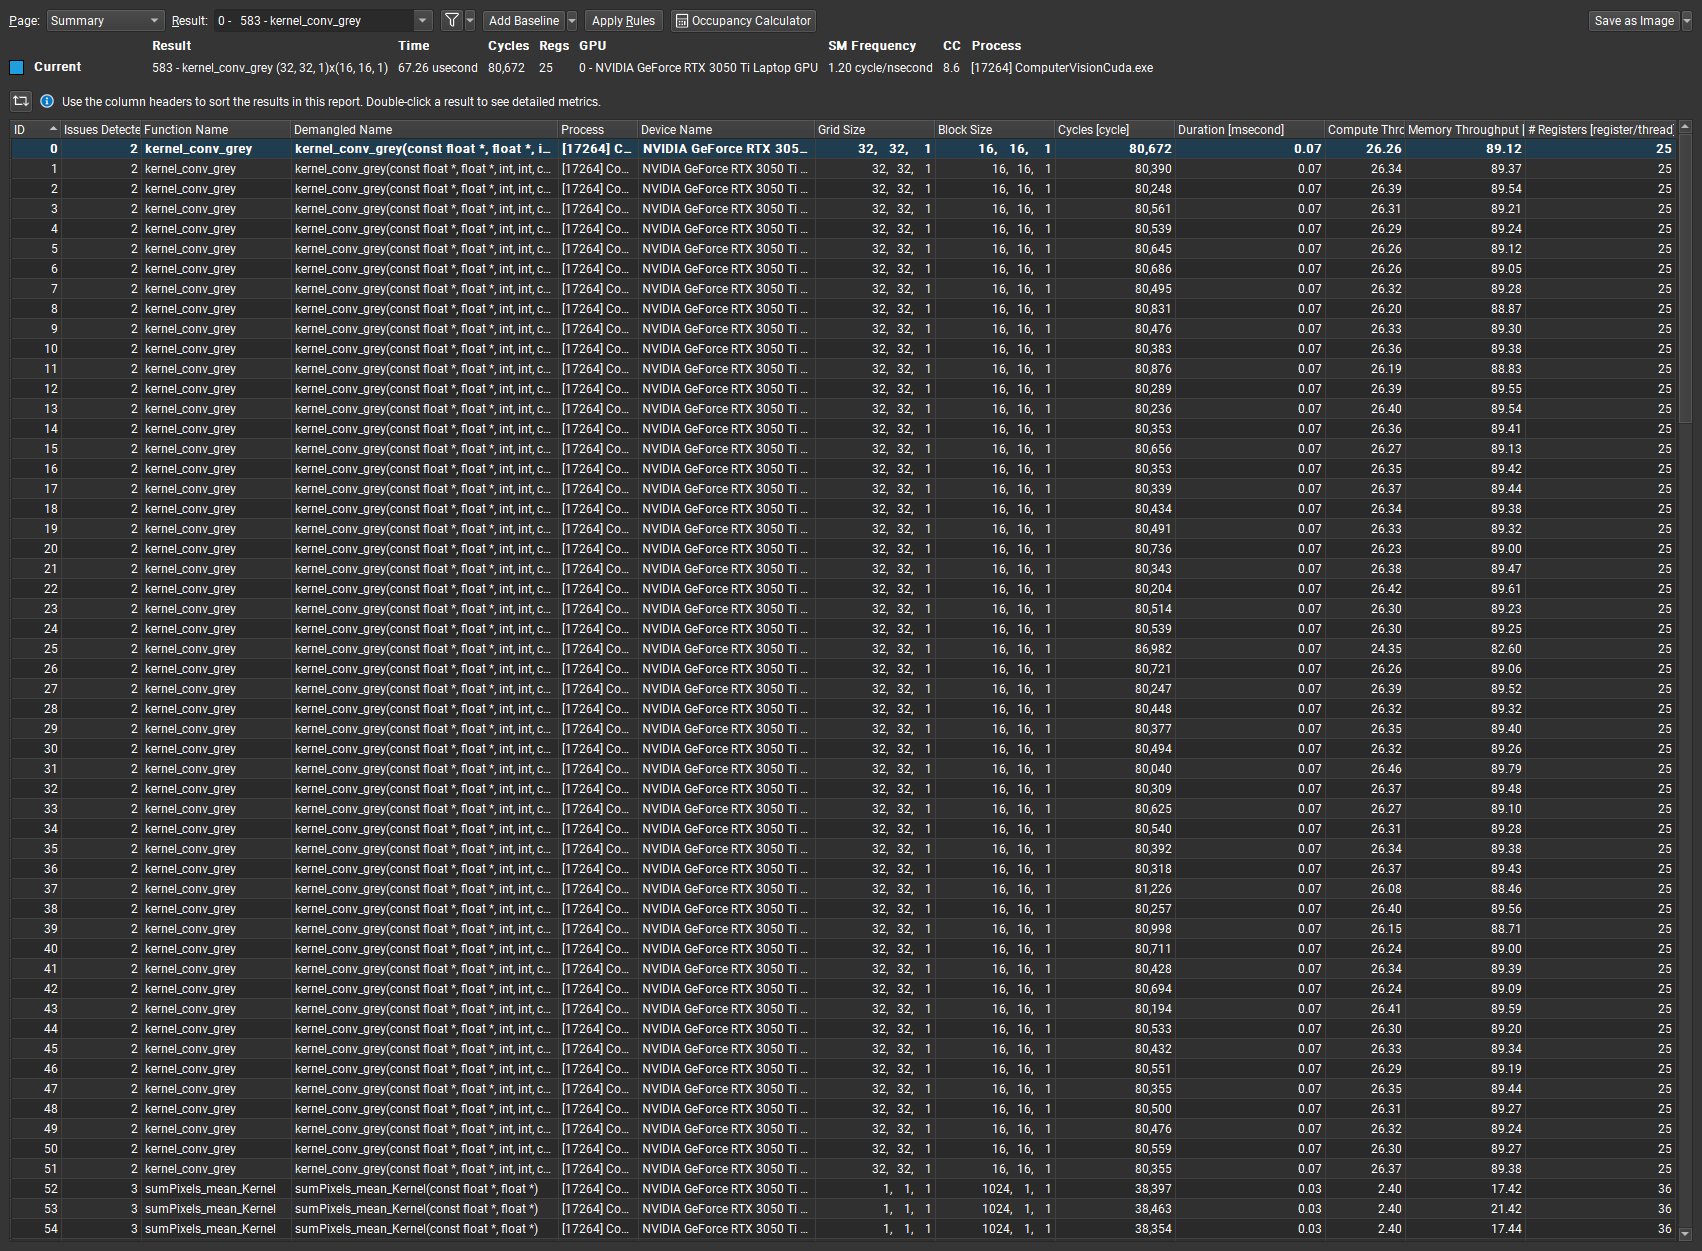 Page: Summary Result: 0 - 583 - kernel_conv_grey Add Baseline Apply Rules Occupancy Calculator Save as Image
Result Time Cycles Regs GPU SM Frequency CC Process
Current 583 - kernel_conv_grey (32, 32, 1)x(16, 16, 1) 67.26 usecond 80,672 25 0 - NVIDIA GeForce RTX 3050 Ti Laptop GPU 1.20 cycle/nsecond 8.6 [17264] ComputerVisionCuda.exe
Use the column headers to sort the results in this report. Double-click a result to see detailed metrics.
ID Issues Detecte Function Name Demangled Name Process Device Name Grid Size Block Size Cycles [cycle] Duration [msecond] Compute Thro Memory Throughput [ # Registers [register/thread]
0 2 kernel_conv_grey kernel_conv_grey(const float *, float *, i... [17264] C... NVIDIA GeForce RTX 305... 32, 32, 1 16, 16, 1 80,672 0.07 26.26 89.12 25
1 2 kernel_conv_grey kernel_conv_grey(const float *, float *, int, int, c... [17264] Co... NVIDIA GeForce RTX 3050 Ti ... 32, 32, 1 16, 16, 1 80,390 0.07 26.34 89.37 25
2 2 kernel_conv_grey kernel_conv_grey(const float *, float *, int, int, c... [17264] Co... NVIDIA GeForce RTX 3050 Ti ... 32, 32, 1 16, 16, 1 80,248 0.07 26.39 89.54 25
3 2 kernel_conv_grey kernel_conv_grey(const float *, float *, int, int, c... [17264] Co... NVIDIA GeForce RTX 3050 Ti ... 32, 32, 1 16, 16, 1 80,561 0.07 26.31 89.21 25
4 2 kernel_conv_grey kernel_conv_grey(const float *, float *, int, int, c... [17264] Co... NVIDIA GeForce RTX 3050 Ti ... 32, 32, 1 16, 16, 1 80,539 0.07 26.29 89.24 25
5 2 kernel_conv_grey kernel_conv_grey(const float *, float *, int, int, c... [17264] Co... NVIDIA GeForce RTX 3050 Ti ... 32, 32, 1 16, 16, 1 80,645 0.07 26.26 89.12 25
6 2 kernel_conv_grey kernel_conv_grey(const float *, float *, int, int, c... [17264] Co... NVIDIA GeForce RTX 3050 Ti ... 32, 32, 1 16, 16, 1 80,686 0.07 26.26 89.05 25
7 2 kernel_conv_grey kernel_conv_grey(const float *, float *, int, int, c... [17264] Co... NVIDIA GeForce RTX 3050 Ti ... 32, 32, 1 16, 16, 1 80,495 0.07 26.32 89.28 25
8 2 kernel_conv_grey kernel_conv_grey(const float *, float *, int, int, c... [17264] Co... NVIDIA GeForce RTX 3050 Ti ... 32, 32, 1 16, 16, 1 80,831 0.07 26.20 88.87 25
9 2 kernel_conv_grey kernel_conv_grey(const float *, float *, int, int, c... [17264] Co... NVIDIA GeForce RTX 3050 Ti ... 32, 32, 1 16, 16, 1 80,476 0.07 26.33 89.30 25
10 2 kernel_conv_grey kernel_conv_grey(const float *, float *, int, int, c... [17264] Co... NVIDIA GeForce RTX 3050 Ti ... 32, 32, 1 16, 16, 1 80,383 0.07 26.36 89.38 25
11 2 kernel_conv_grey kernel_conv_grey(const float *, float *, int, int, c... [17264] Co... NVIDIA GeForce RTX 3050 Ti ... 32, 32, 1 16, 16, 1 80,876 0.07 26.19 88.83 25
12 2 kernel_conv_grey kernel_conv_grey(const float *, float *, int, int, c... [17264] Co... NVIDIA GeForce RTX 3050 Ti ... 32, 32, 1 16, 16, 1 80,289 0.07 26.39 89.55 25
13 2 kernel_conv_grey kernel_conv_grey(const float *, float *, int, int, c... [17264] Co... NVIDIA GeForce RTX 3050 Ti ... 32, 32, 1 16, 16, 1 80,236 0.07 26.40 89.54 25
14 2 kernel_conv_grey kernel_conv_grey(const float *, float *, int, int, c... [17264] Co... NVIDIA GeForce RTX 3050 Ti ... 32, 32, 1 16, 16, 1 80,353 0.07 26.36 89.41 25
15 2 kernel_conv_grey kernel_conv_grey(const float *, float *, int, int, c... [17264] Co... NVIDIA GeForce RTX 3050 Ti ... 32, 32, 1 16, 16, 1 80,656 0.07 26.27 89.13 25
16 2 kernel_conv_grey kernel_conv_grey(const float *, float *, int, int, c... [17264] Co... NVIDIA GeForce RTX 3050 Ti ... 32, 32, 1 16, 16, 1 80,353 0.07 26.35 89.42 25
17 2 kernel_conv_grey kernel_conv_grey(const float *, float *, int, int, c... [17264] Co... NVIDIA GeForce RTX 3050 Ti ... 32, 32, 1 16, 16, 1 80,339 0.07 26.37 89.44 25
18 2 kernel_conv_grey kernel_conv_grey(const float *, float *, int, int, c... [17264] Co... NVIDIA GeForce RTX 3050 Ti ... 32, 32, 1 16, 16, 1 80,434 0.07 26.34 89.38 25
19 2 kernel_conv_grey kernel_conv_grey(const float *, float *, int, int, c... [17264] Co... NVIDIA GeForce RTX 3050 Ti ... 32, 32, 1 16, 16, 1 80,491 0.07 26.33 89.32 25
20 2 kernel_conv_grey kernel_conv_grey(const float *, float *, int, int, c... [17264] Co... NVIDIA GeForce RTX 3050 Ti ... 32, 32, 1 16, 16, 1 80,736 0.07 26.23 89.00 25
21 2 kernel_conv_grey kernel_conv_grey(const float *, float *, int, int, c... [17264] Co... NVIDIA GeForce RTX 3050 Ti ... 32, 32, 1 16, 16, 1 80,343 0.07 26.38 89.47 25
22 2 kernel_conv_grey kernel_conv_grey(const float *, float *, int, int, c... [17264] Co... NVIDIA GeForce RTX 3050 Ti ... 32, 32, 1 16, 16, 1 80,204 0.07 26.42 89.61 25
23 2 kernel_conv_grey kernel_conv_grey(const float *, float *, int, int, c... [17264] Co... NVIDIA GeForce RTX 3050 Ti ... 32, 32, 1 16, 16, 1 80,514 0.07 26.30 89.23 25
24 2 kernel_conv_grey kernel_conv_grey(const float *, float *, int, int, c... [17264] Co... NVIDIA GeForce RTX 3050 Ti ... 32, 32, 1 16, 16, 1 80,539 0.07 26.30 89.25 25
25 2 kernel_conv_grey kernel_conv_grey(const float *, float *, int, int, c... [17264] Co... NVIDIA GeForce RTX 3050 Ti ... 32, 32, 1 16, 16, 1 86,982 0.07 24.35 82.60 25
26 2 kernel_conv_grey kernel_conv_grey(const float *, float *, int, int, c... [17264] Co... NVIDIA GeForce RTX 3050 Ti ... 32, 32, 1 16, 16, 1 80,721 0.07 26.26 89.06 25
27 2 kernel_conv_grey kernel_conv_grey(const float *, float *, int, int, c... [17264] Co... NVIDIA GeForce RTX 3050 Ti ... 32, 32, 1 16, 16, 1 80,247 0.07 26.39 89.52 25
28 2 kernel_conv_grey kernel_conv_grey(const float *, float *, int, int, c... [17264] Co... NVIDIA GeForce RTX 3050 Ti ... 32, 32, 1 16, 16, 1 80,448 0.07 26.32 89.32 25
29 2 kernel_conv_grey kernel_conv_grey(const float *, float *, int, int, c... [17264] Co... NVIDIA GeForce RTX 3050 Ti ... 32, 32, 1 16, 16, 1 80,377 0.07 26.35 89.40 25
30 2 kernel_conv_grey kernel_conv_grey(const float *, float *, int, int, c... [17264] Co... NVIDIA GeForce RTX 3050 Ti ... 32, 32, 1 16, 16, 1 80,494 0.07 26.32 89.26 25
31 2 kernel_conv_grey kernel_conv_grey(const float *, float *, int, int, c... [17264] Co... NVIDIA GeForce RTX 3050 Ti ... 32, 32, 1 16, 16, 1 80,040 0.07 26.46 89.79 25
32 2 kernel_conv_grey kernel_conv_grey(const float *, float *, int, int, c... [17264] Co... NVIDIA GeForce RTX 3050 Ti ... 32, 32, 1 16, 16, 1 80,309 0.07 26.37 89.48 25
33 2 kernel_conv_grey kernel_conv_grey(const float *, float *, int, int, c... [17264] Co... NVIDIA GeForce RTX 3050 Ti ... 32, 32, 1 16, 16, 1 80,625 0.07 26.27 89.10 25
34 2 kernel_conv_grey kernel_conv_grey(const float *, float *, int, int, c... [17264] Co... NVIDIA GeForce RTX 3050 Ti ... 32, 32, 1 16, 16, 1 80,540 0.07 26.31 89.28 25
35 2 kernel_conv_grey kernel_conv_grey(const float *, float *, int, int, c... [17264] Co... NVIDIA GeForce RTX 3050 Ti ... 32, 32, 1 16, 16, 1 80,392 0.07 26.34 89.38 25
36 2 kernel_conv_grey kernel_conv_grey(const float *, float *, int, int, c... [17264] Co... NVIDIA GeForce RTX 3050 Ti ... 32, 32, 1 16, 16, 1 80,318 0.07 26.37 89.43 25
37 2 kernel_conv_grey kernel_conv_grey(const float *, float *, int, int, c... [17264] Co... NVIDIA GeForce RTX 3050 Ti ... 32, 32, 1 16, 16, 1 81,226 0.07 26.08 88.46 25
38 2 kernel_conv_grey kernel_conv_grey(const float *, float *, int, int, c... [17264] Co... NVIDIA GeForce RTX 3050 Ti ... 32, 32, 1 16, 16, 1 80,257 0.07 26.40 89.56 25
39 2 kernel_conv_grey kernel_conv_grey(const float *, float *, int, int, c... [17264] Co... NVIDIA GeForce RTX 3050 Ti ... 32, 32, 1 16, 16, 1 80,998 0.07 26.15 88.71 25
40 2 kernel_conv_grey kernel_conv_grey(const float *, float *, int, int, c... [17264] Co... NVIDIA GeForce RTX 3050 Ti ... 32, 32, 1 16, 16, 1 80,711 0.07 26.24 89.00 25
41 2 kernel_conv_grey kernel_conv_grey(const float *, float *, int, int, c... [17264] Co... NVIDIA GeForce RTX 3050 Ti ... 32, 32, 1 16, 16, 1 80,428 0.07 26.34 89.39 25
42 2 kernel_conv_grey kernel_conv_grey(const float *, float *, int, int, c... [17264] Co... NVIDIA GeForce RTX 3050 Ti ... 32, 32, 1 16, 16, 1 80,694 0.07 26.24 89.09 25
43 2 kernel_conv_grey kernel_conv_grey(const float *, float *, int, int, c... [17264] Co... NVIDIA GeForce RTX 3050 Ti ... 32, 32, 1 16, 16, 1 80,194 0.07 26.41 89.59 25
44 2 kernel_conv_grey kernel_conv_grey(const float *, float *, int, int, c... [17264] Co... NVIDIA GeForce RTX 3050 Ti ... 32, 32, 1 16, 16, 1 80,533 0.07 26.30 89.20 25
45 2 kernel_conv_grey kernel_conv_grey(const float *, float *, int, int, c... [17264] Co... NVIDIA GeForce RTX 3050 Ti ... 32, 32, 1 16, 16, 1 80,432 0.07 26.33 89.34 25
46 2 kernel_conv_grey kernel_conv_grey(const float *, float *, int, int, c... [17264] Co... NVIDIA GeForce RTX 3050 Ti ... 32, 32, 1 16, 16, 1 80,551 0.07 26.29 89.19 25
47 2 kernel_conv_grey kernel_conv_grey(const float *, float *, int, int, c... [17264] Co... NVIDIA GeForce RTX 3050 Ti ... 32, 32, 1 16, 16, 1 80,355 0.07 26.35 89.44 25
48 2 kernel_conv_grey kernel_conv_grey(const float *, float *, int, int, c... [17264] Co... NVIDIA GeForce RTX 3050 Ti ... 32, 32, 1 16, 16, 1 80,500 0.07 26.31 89.27 25
49 2 kernel_conv_grey kernel_conv_grey(const float *, float *, int, int, c... [17264] Co... NVIDIA GeForce RTX 3050 Ti ... 32, 32, 1 16, 16, 1 80,476 0.07 26.32 89.24 25
50 2 kernel_conv_grey kernel_conv_grey(const float *, float *, int, int, c... [17264] Co... NVIDIA GeForce RTX 3050 Ti ... 32, 32, 1 16, 16, 1 80,559 0.07 26.30 89.27 25
51 2 kernel_conv_grey kernel_conv_grey(const float *, float *, int, int, c... [17264] Co... NVIDIA GeForce RTX 3050 Ti ... 32, 32, 1 16, 16, 1 80,355 0.07 26.37 89.38 25
52 3 sumPixels_mean_Kernel sumPixels_mean_Kernel(const float *, float *) [17264] Co... NVIDIA GeForce RTX 3050 Ti ... 1, 1, 1 1024, 1, 1 38,397 0.03 2.40 17.42 36
53 3 sumPixels_mean_Kernel sumPixels_mean_Kernel(const float *, float *) [17264] Co... NVIDIA GeForce RTX 3050 Ti ... 1, 1, 1 1024, 1, 1 38,463 0.03 2.40 21.42 36
54 3 sumPixels_mean_Kernel sumPixels_mean_Kernel(const float *, float *) [17264] Co... NVIDIA GeForce RTX 3050 Ti ... 1, 1, 1 1024, 1, 1 38,354 0.03 2.40 17.44 36